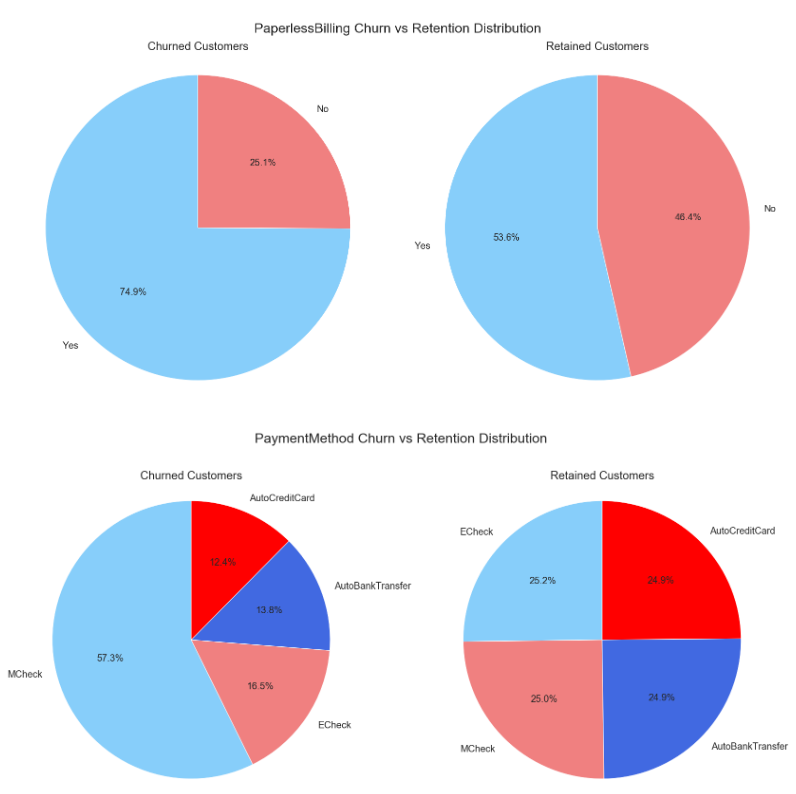 PaperlessBilling Churn vs Retention Distribution
Churned Customers
Retained Customers
No
25.1%
74.9%
Yes
No
46.4%
53.6%
Yes
PaymentMethod Churn vs Retention Distribution
Churned Customers
Retained Customers
AutoCreditCard
12.4%
AutoBankTransfer
13.8%
57.3%
MCheck
16.5%
ECheck
ECheck
25.2%
AutoCreditCard
24.9%
25.0%
MCheck
24.9%
AutoBankTransfer